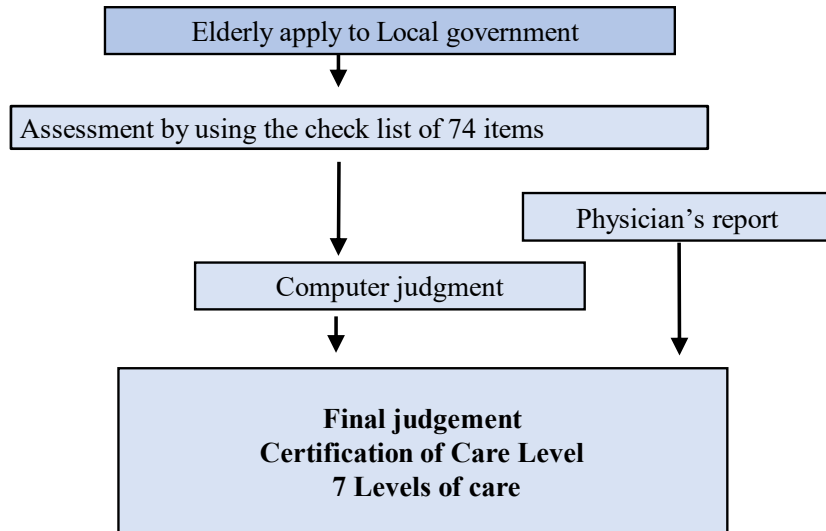 Elderly apply to Local government
Assessment by using the check list of 74 items
Physician’s report
Computer judgment
Final judgement
Certification of Care Level
7 Levels of care